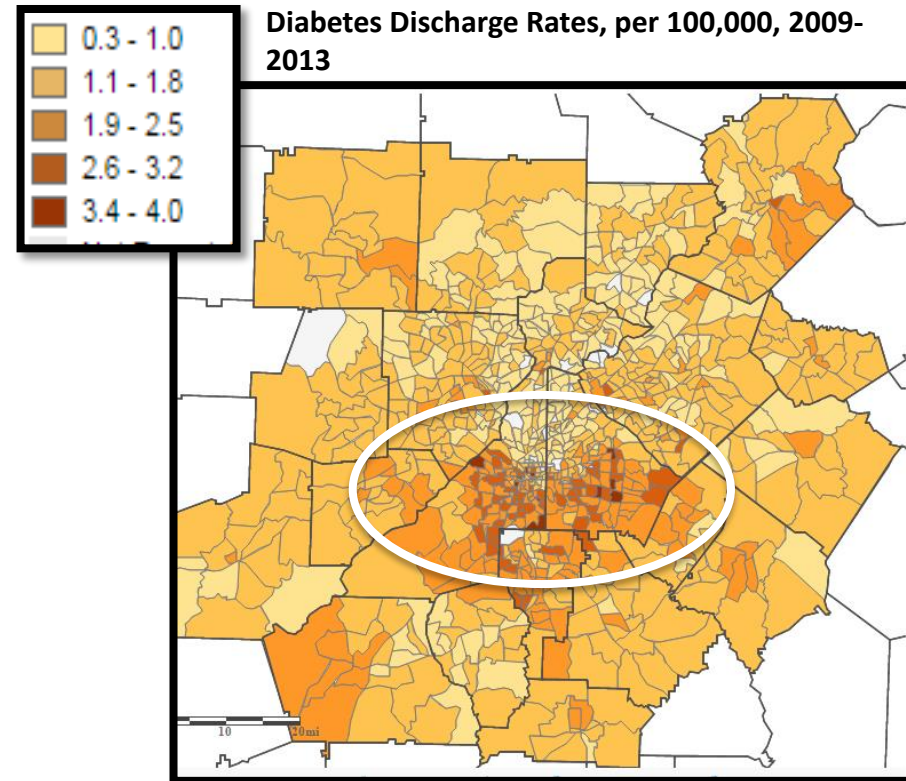 Diabetes Discharge Rates, per 100,000, 2009-
2013
0.3 - 1.0
1.1 - 1.8
1.9 - 2.5
2.6 - 3.2
3.4 - 4.0
10
20mi